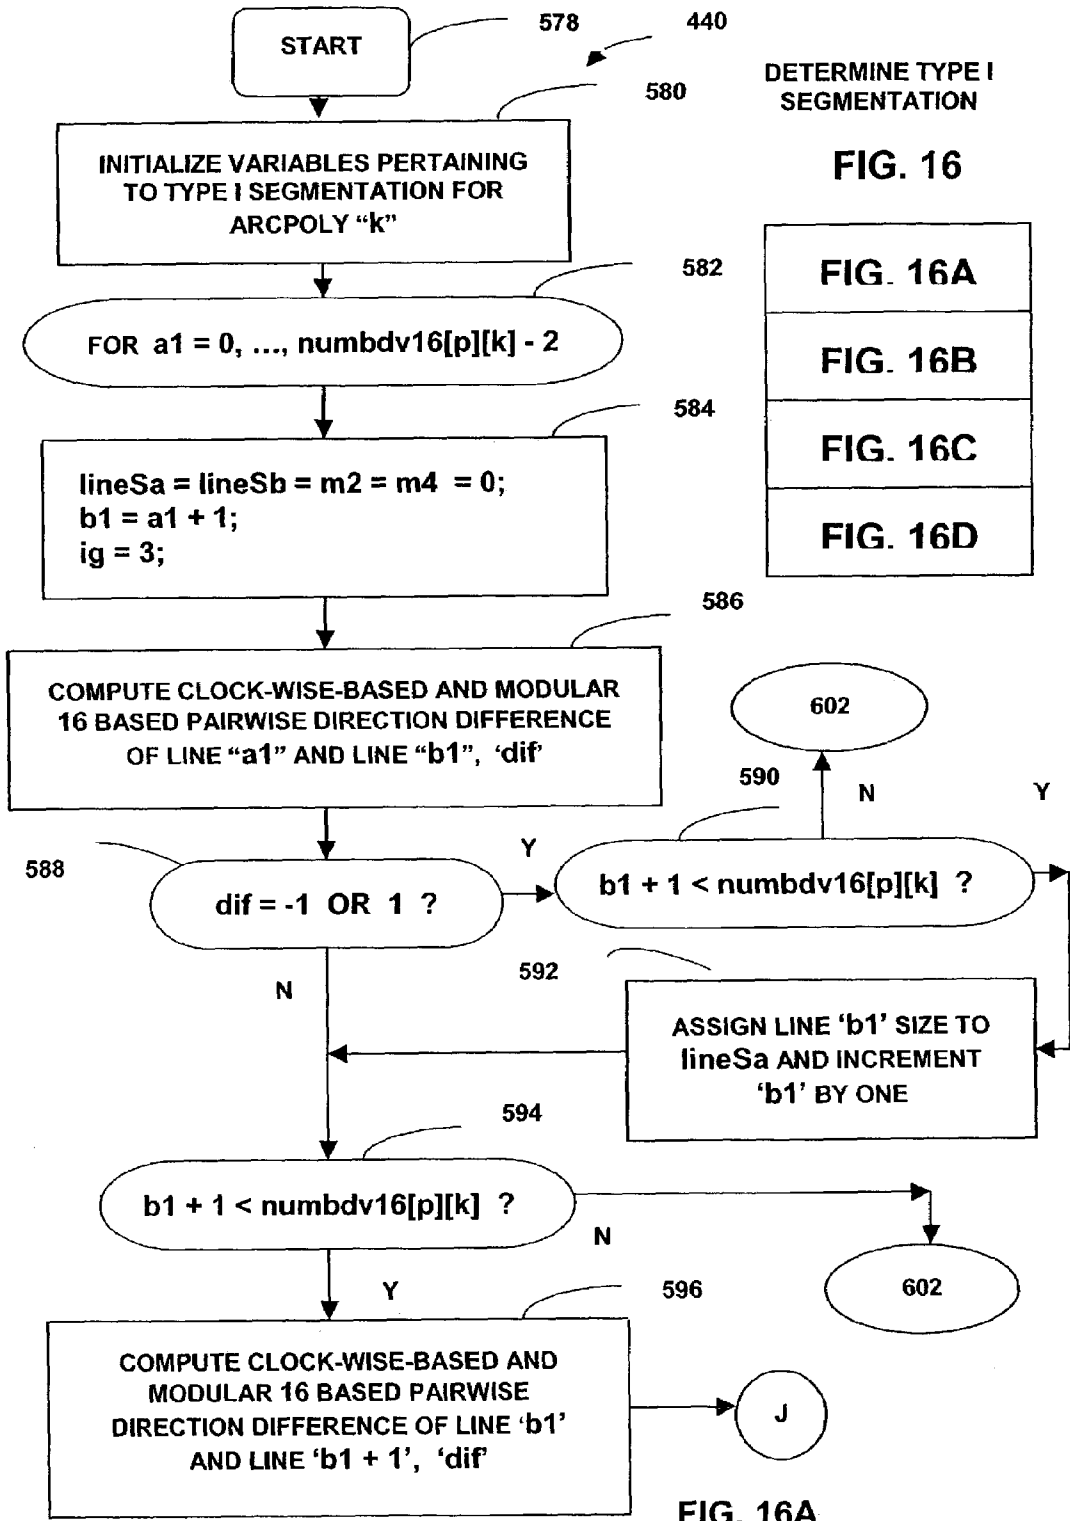 START
578
440
580
DETERMINE TYPE I
SEGMENTATION
FIG. 16
INITIALIZE VARIABLES PERTAINING
TO TYPE I SEGMENTATION FOR
ARCPOLY “k”
582
FIG. 16A
FIG. 16B
FIG. 16C
FIG. 16D
FOR a1 = 0, ..., numbdv16[p][k] - 2
584
lineSa = lineSb = m2 = m4 = 0;
b1 = a1 + 1;
ig = 3;
586
COMPUTE CLOCK-WISE-BASED AND MODULAR
16 BASED PAIRWISE DIRECTION DIFFERENCE
OF LINE “a1” AND LINE “b1”, ‘dif’
602
590
N
Y
588
dif = -1 OR 1 ?
Y
b1 + 1 < numbdv16[p][k] ?
592
N
ASSIGN LINE ‘b1’ SIZE TO
lineSa AND INCREMENT
‘b1’ BY ONE
594
b1 + 1 < numbdv16[p][k] ?
N
602
Y
596
COMPUTE CLOCK-WISE-BASED AND
MODULAR 16 BASED PAIRWISE
DIRECTION DIFFERENCE OF LINE ‘b1’
AND LINE ‘b1 + 1’, ‘dif’
J
FIG. 16A